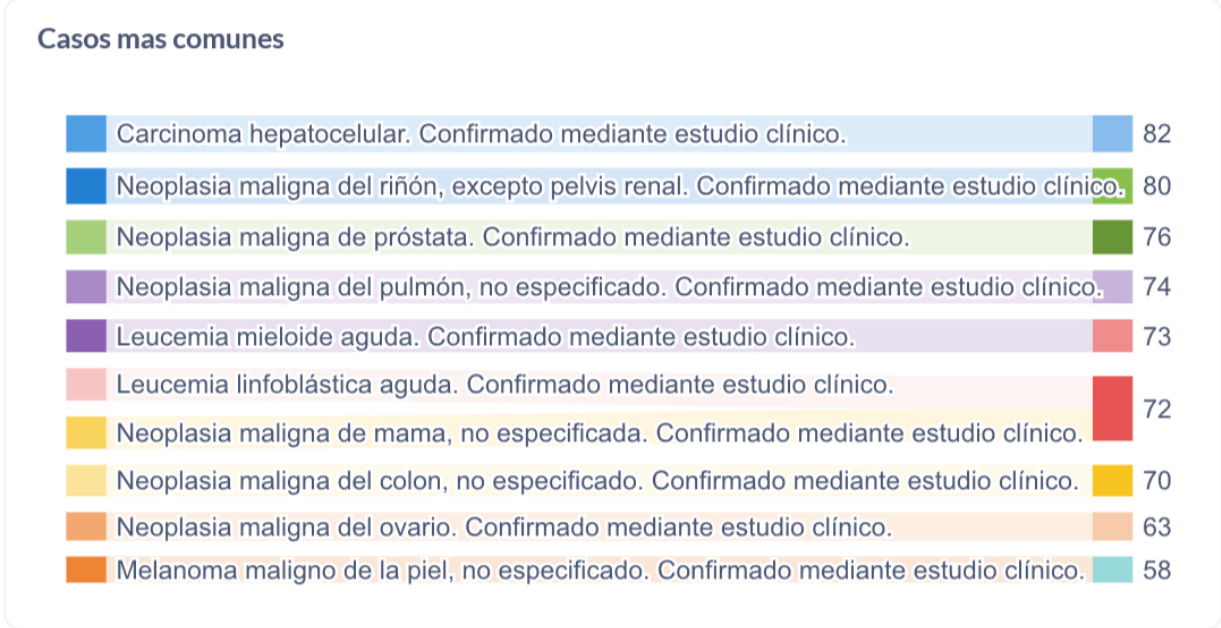 Casos mas comunes
Carcinoma hepatocelular. Confirmado mediante estudio clínico. 82
Neoplasia maligna del riñón, excepto pelvis renal. Confirmado mediante estudio clínico. 80
Neoplasia maligna de próstata. Confirmado mediante estudio clínico. 76
Neoplasia maligna del pulmón, no especificado. Confirmado mediante estudio clínico. 74
Leucemia mieloide aguda. Confirmado mediante estudio clínico. 73
Leucemia linfoblástica aguda. Confirmado mediante estudio clínico.
72
Neoplasia maligna de mama, no especificada. Confirmado mediante estudio clínico.
Neoplasia maligna del colon, no especificado. Confirmado mediante estudio clínico. 70
Neoplasia maligna del ovario. Confirmado mediante estudio clínico. 63
Melanoma maligno de la piel, no especificado. Confirmado mediante estudio clínico. 58